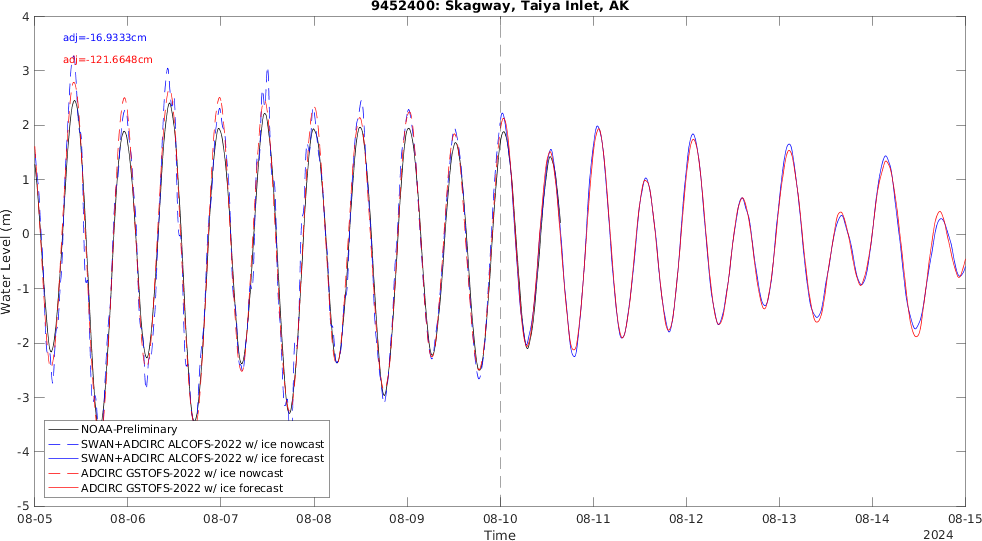 9452400: Skagway, Taiya Inlet, AK
adj=-16.9333cm
adj=-121.6648cm
Water Level (m)
4
3
2
1
0
-1
-2
-3
-4
-5
NOAA-Preliminary
SWAN+ADCIRC ALCOFS-2022 w/ ice nowcast
SWAN+ADCIRC ALCOFS-2022 w/ ice forecast
ADCIRC GSTOFS-2022 w/ ice nowcast
ADCIRC GSTOFS-2022 w/ ice forecast
08-05 08-06 08-07 08-08 08-09 08-10 08-11 08-12 08-13 08-14 08-15
Time
2024